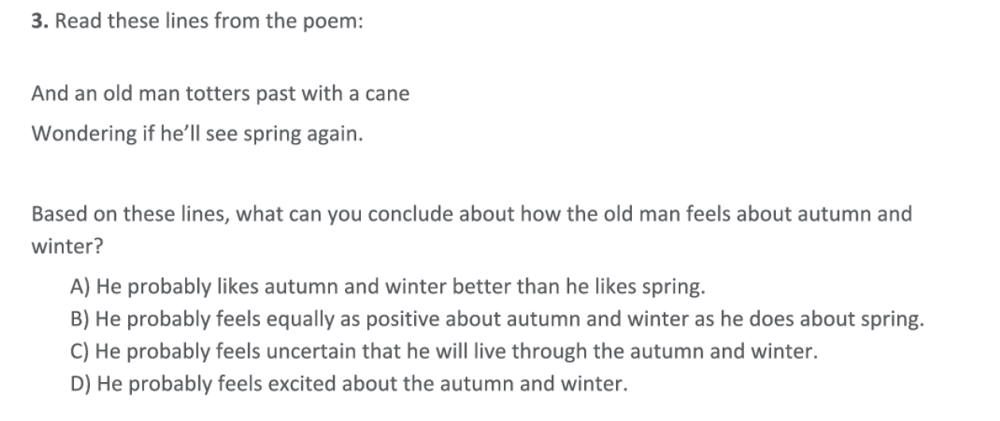 3. Read these lines from the poem:
And an old man totters past with a cane
Wondering if he’ll see spring again.
Based on these lines, what can you conclude about how the old man feels about autumn and
winter?
A) He probably likes autumn and winter better than he likes spring.
B) He probably feels equally as positive about autumn and winter as he does about spring.
C) He probably feels uncertain that he will live through the autumn and winter.
D) He probably feels excited about the autumn and winter.